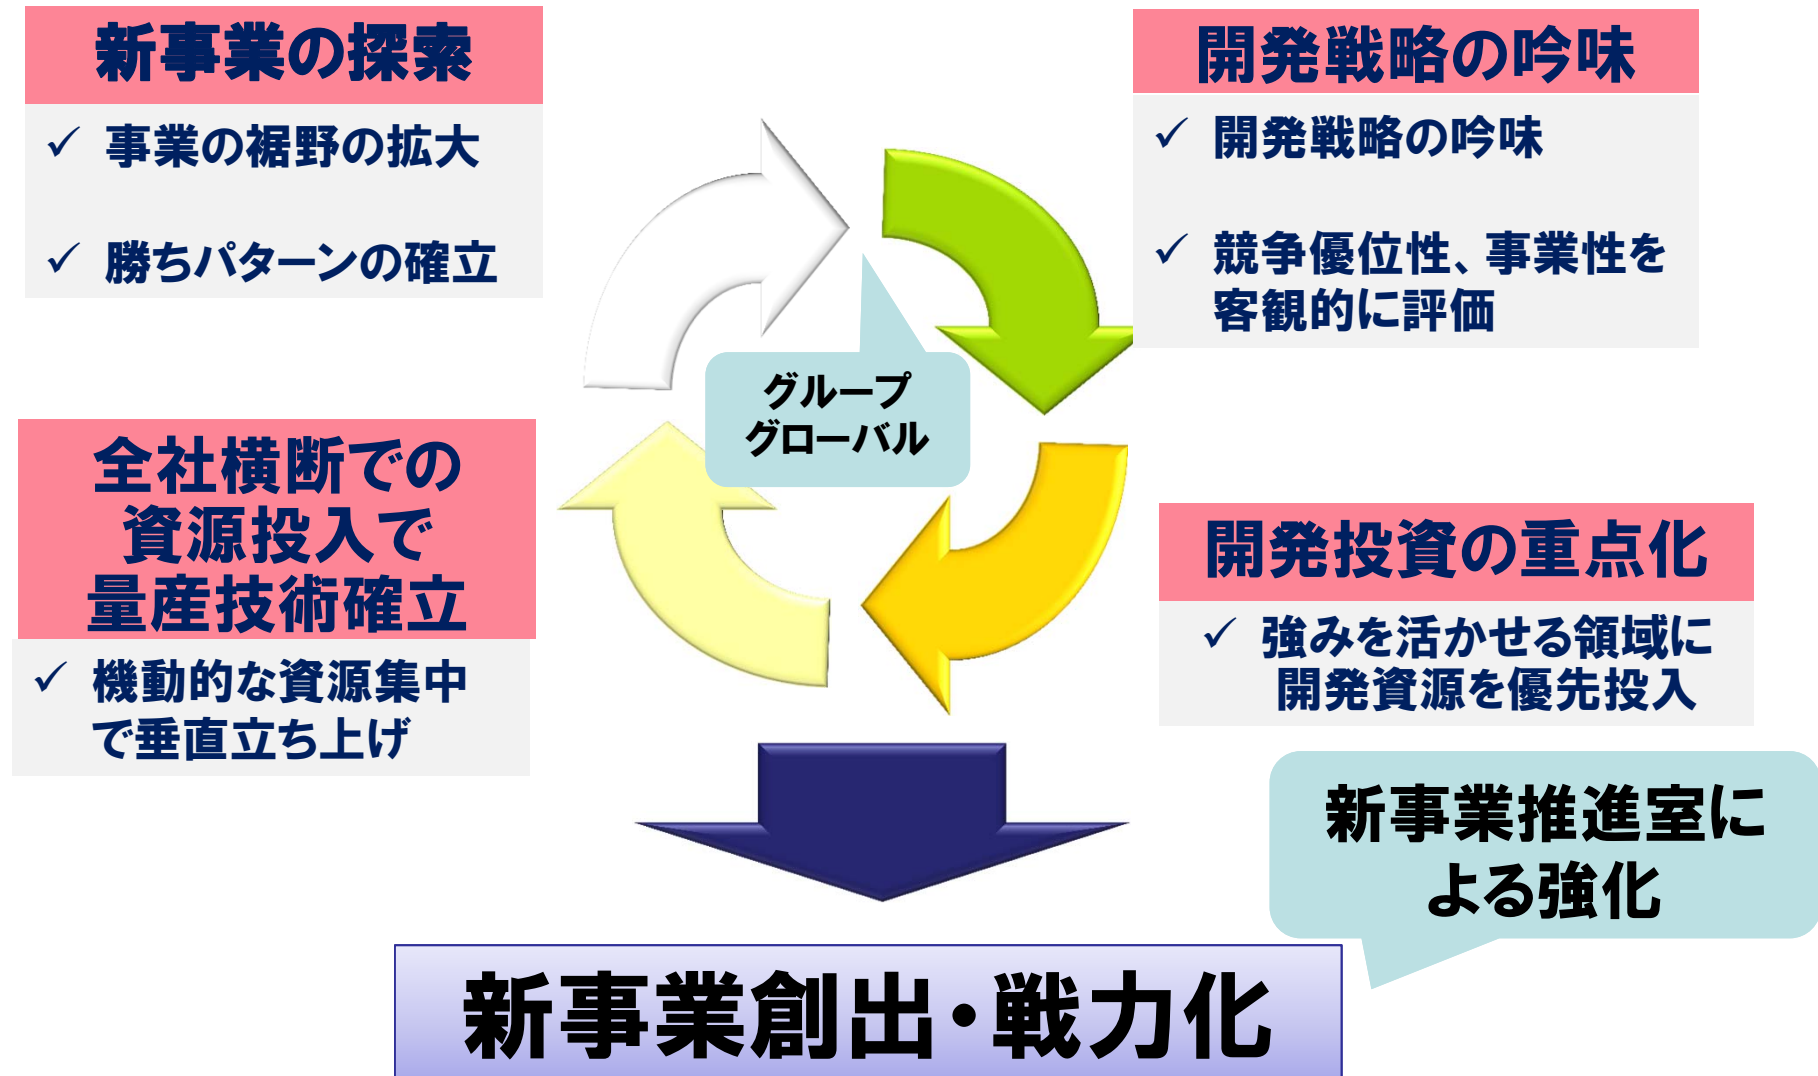 新事業の探索
✓ 事業の裾野の拡大
✓ 勝ちパターンの確立
開発戦略の吟味
✓ 開発戦略の吟味
✓ 競争優位性、事業性を
客観的に評価
グループ
グローバル
全社横断での
資源投入で
量産技術確立
✓ 機動的な資源集中
で垂直立ち上げ
開発投資の重点化
✓ 強みを活かせる領域に
開発資源を優先投入
新事業推進室に
よる強化
新事業創出・戦力化